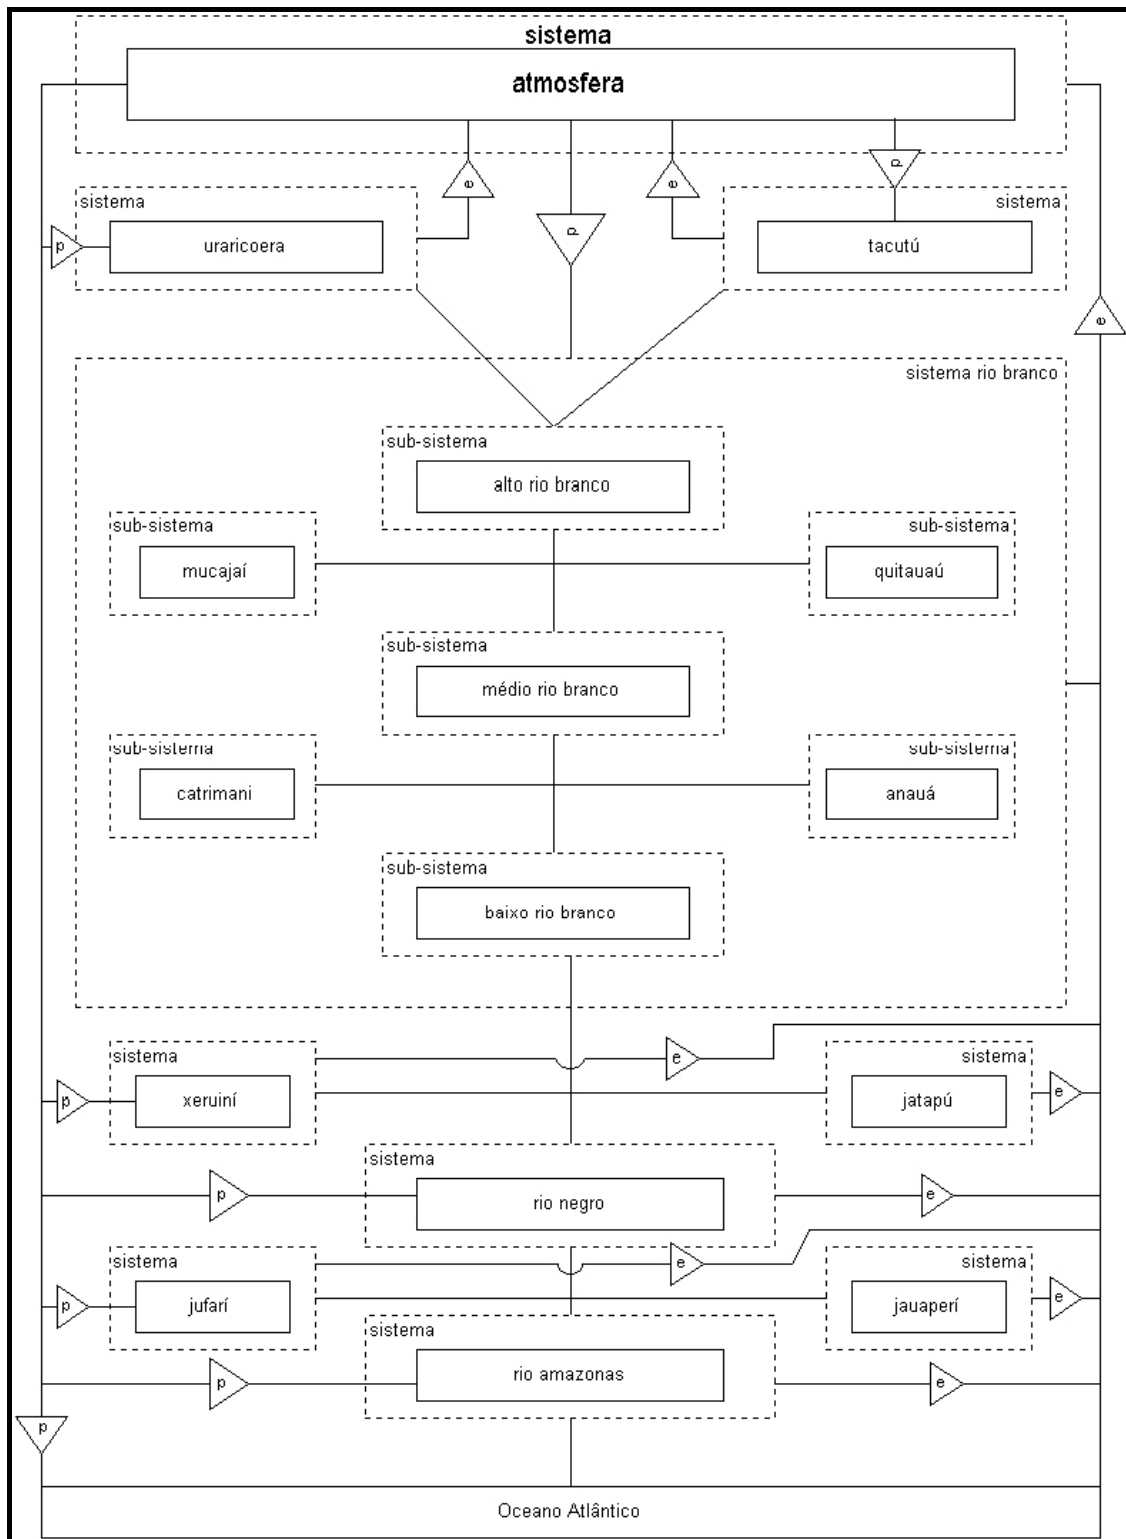 sistema
atmosfera
p
e
e
sistema
uraricoera
p
p
sistema
tacutú
e
sistema rio branco
sub-sistema
alto rio branco
sub-sistema
mucajaí
sub-sistema
quitauaú
sub-sistema
médio rio branco
sub-sistema
catrimani
sub-sistema
anauá
sub-sistema
baixo rio branco
sistema
xeruiní
p
e
sistema
jatapú
e
sistema
rio negro
p
e
sistema
jufarí
p
e
sistema
jauaperí
e
sistema
rio amazonas
p
e
p
Oceano Atlântico